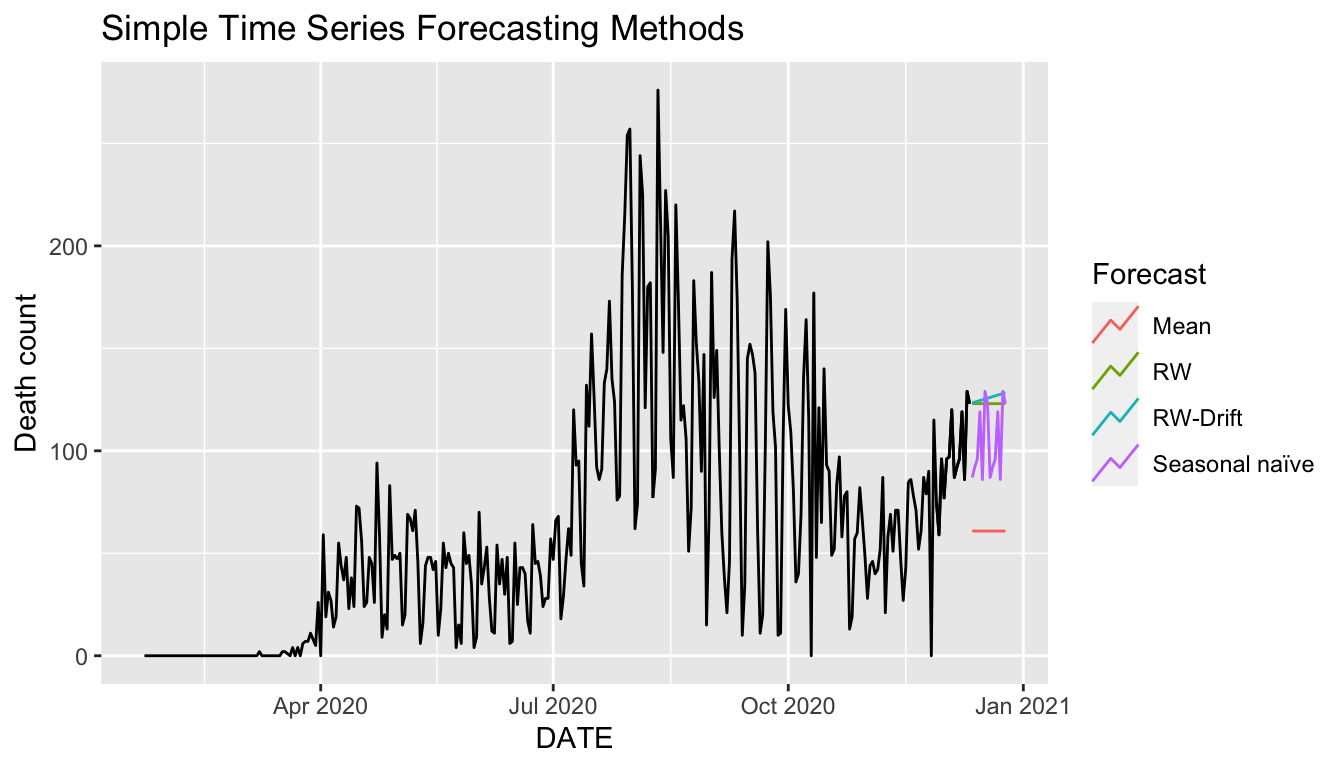 Simple Time Series Forecasting Methods
Death count
200
100
0
Apr 2020
Jul 2020
Oct 2020
Jan 2021
DATE
Forecast
Mean
RW
RW-Drift
Seasonal naïve